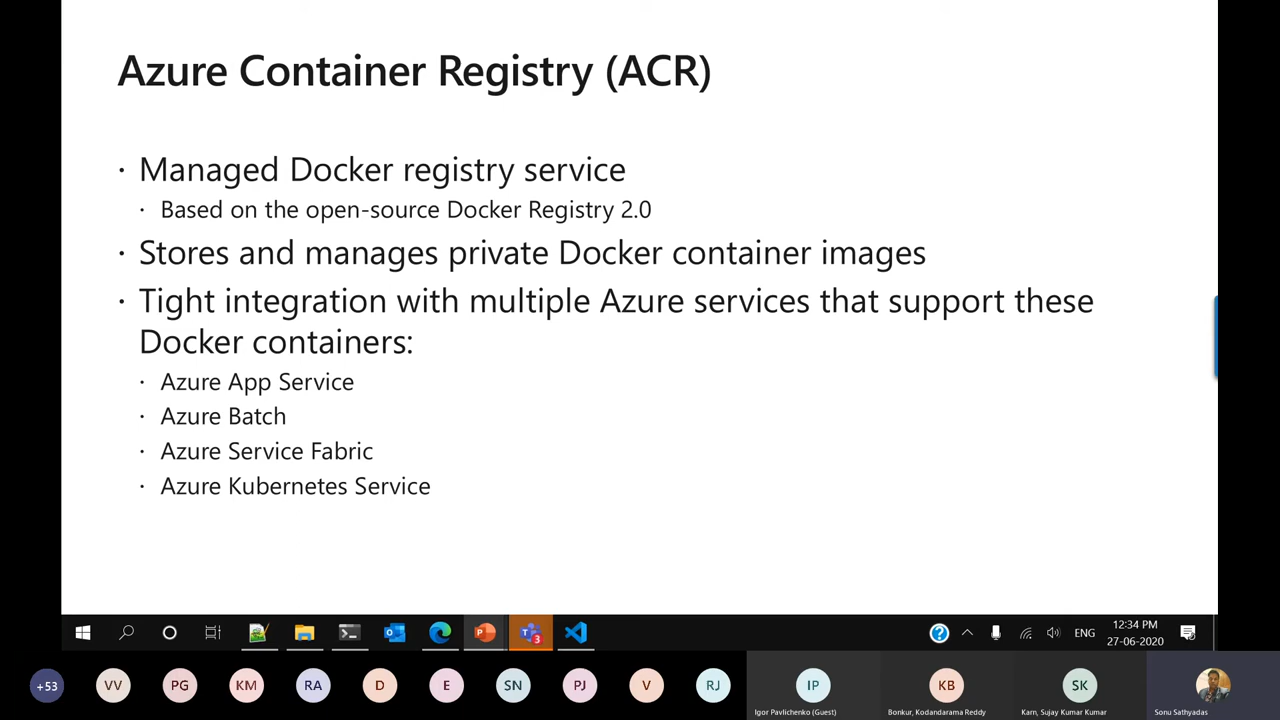 Azure Container Registry (ACR)
· Managed Docker registry service
· Based on the open-source Docker Registry 2.0
· Stores and manages private Docker container images
· Tight integration with multiple Azure services that support these
Docker containers:
· Azure App Service
· Azure Batch
· Azure Service Fabric
· Azure Kubernetes Service
3
ENG
12:34 PM
27-06-2020
+53
VV
PG
KM
RA
D
E
SN
PJ
V
RJ
IP
KB
SK
Igor Pavlichenko (Guest)
Bonkur, Kodandarama Reddy
Karn, Sujay Kumar Kumar
Sonu Sathyadas